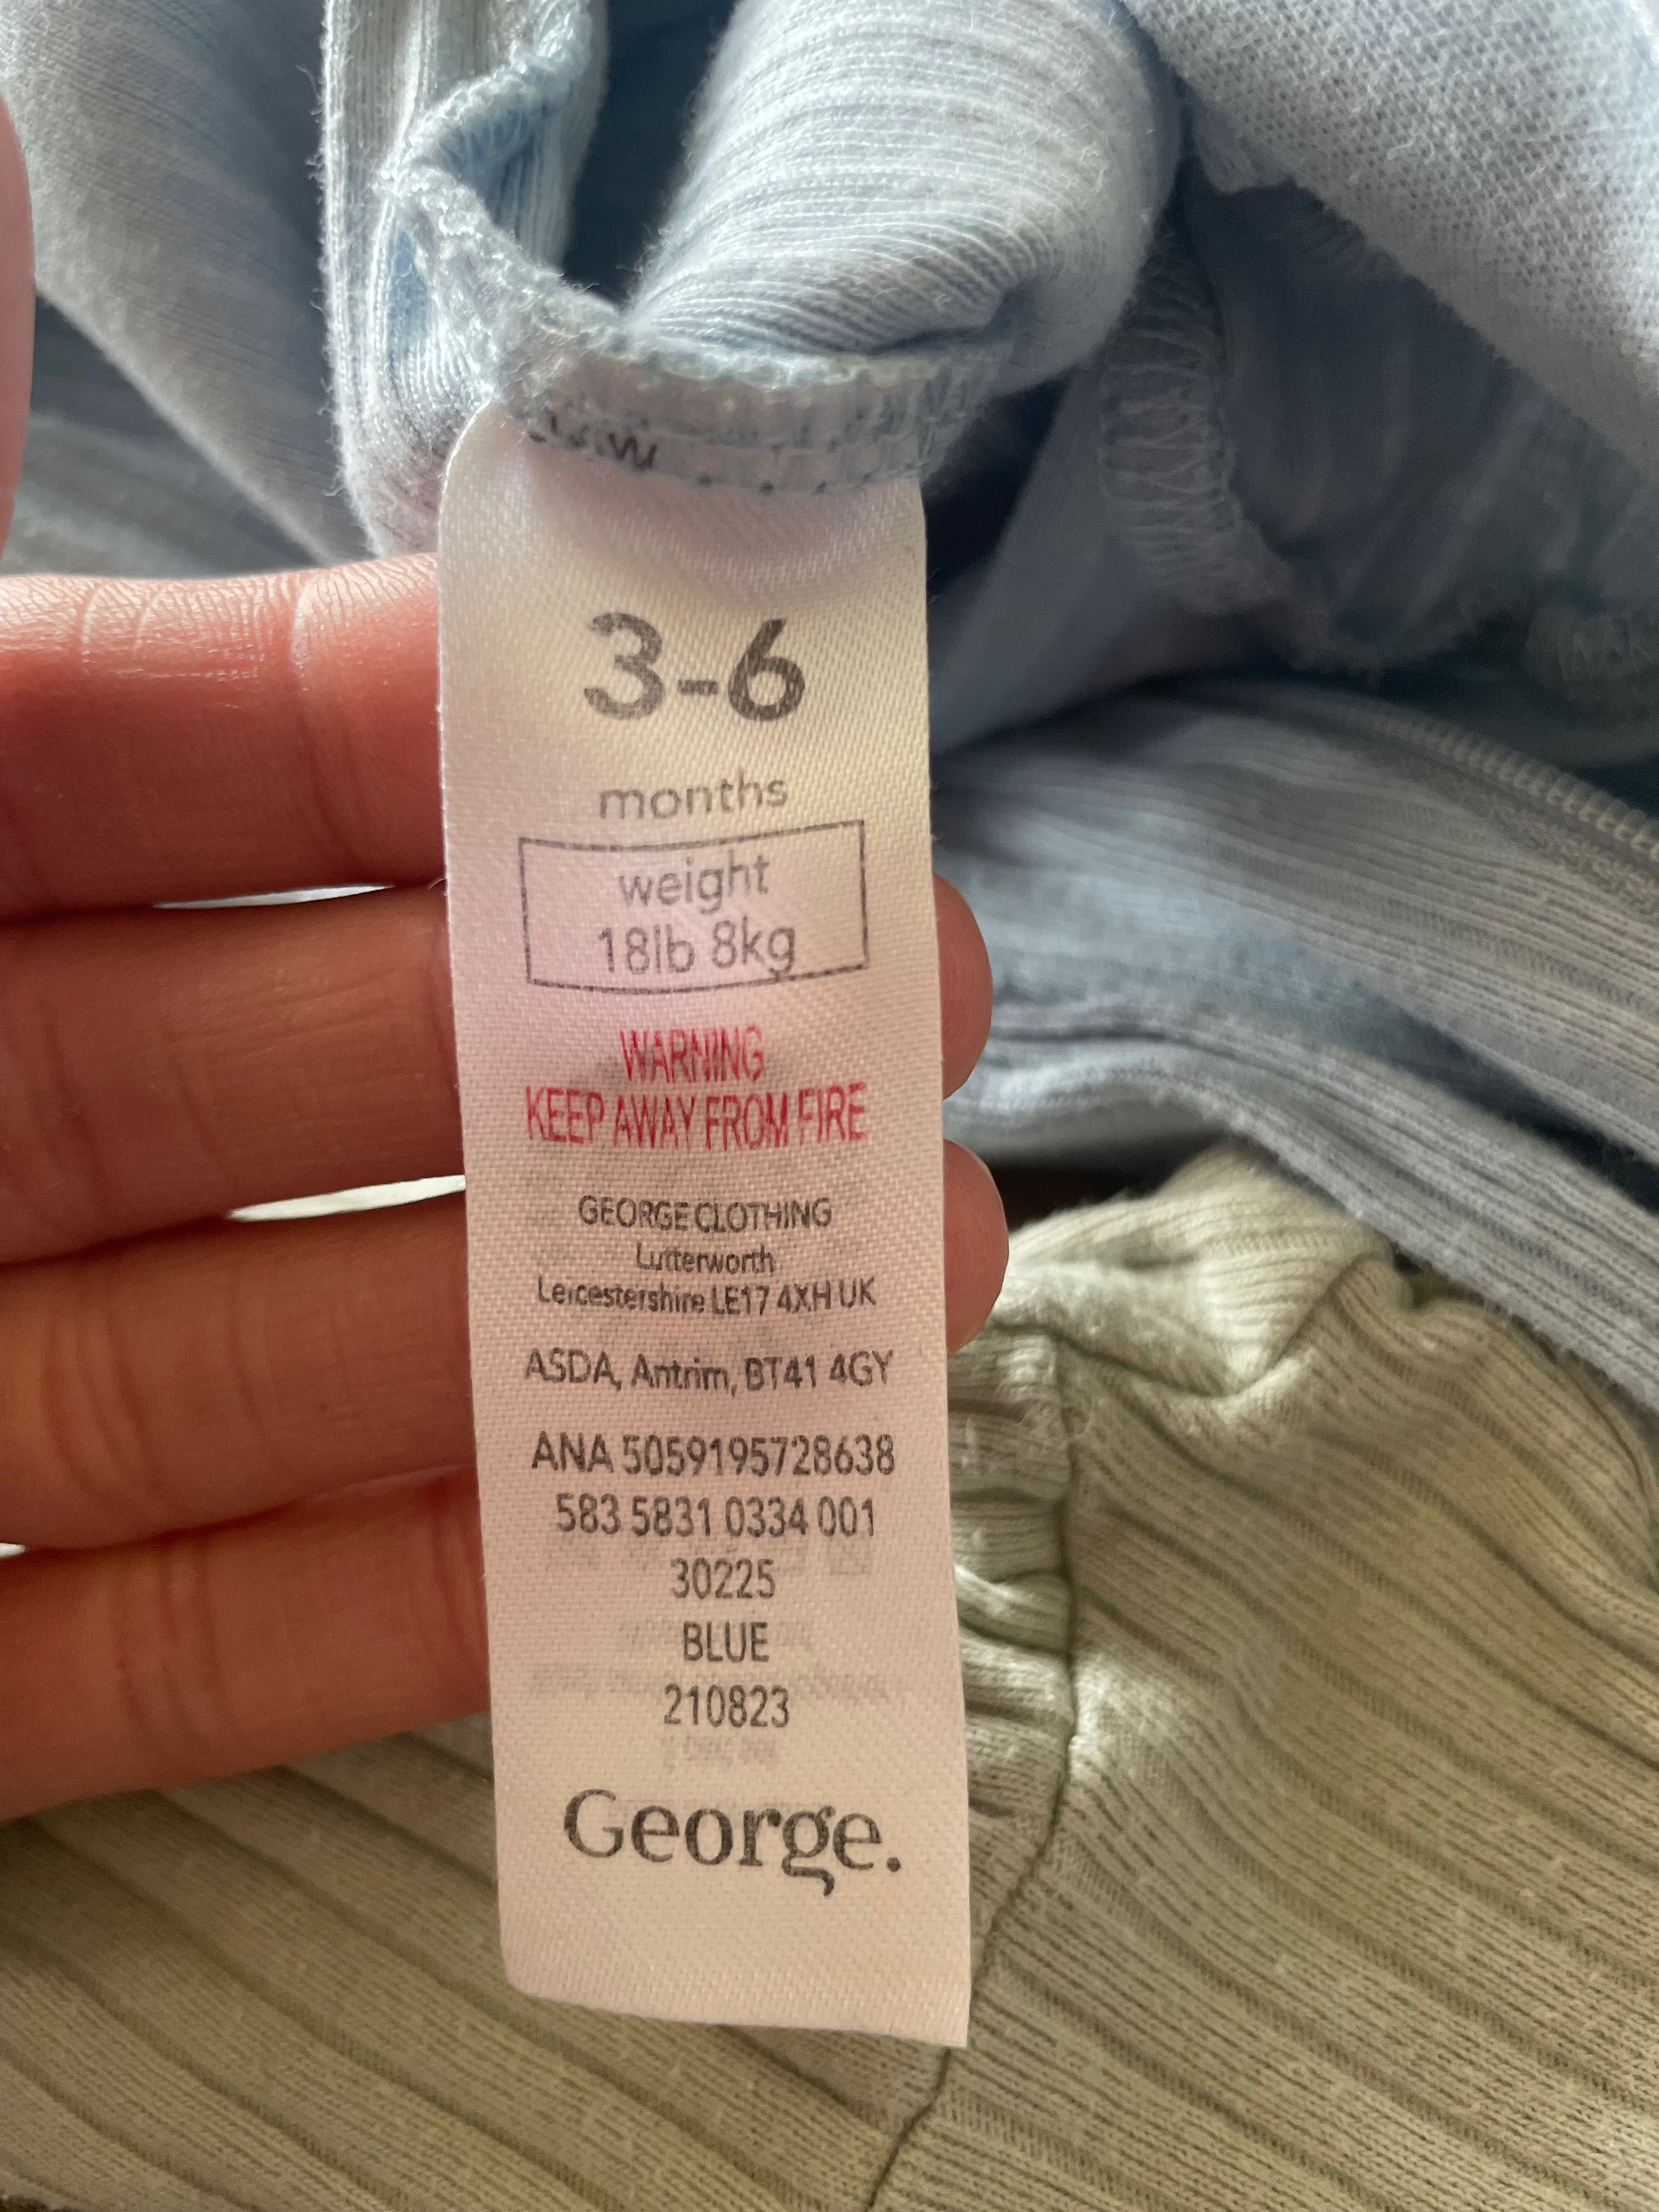 3-6
months
weight
18lb 8kg
WARNING
KEEP AWAY FROM FIRE
GEORGE CLOTHING
Lutterworth
Leicestershire LE17 4XH UK
ASDA, Antrim, BT41 4GY
ANA 5059195728638
583 5831 0334 001
30225
BLUE
210823
George.